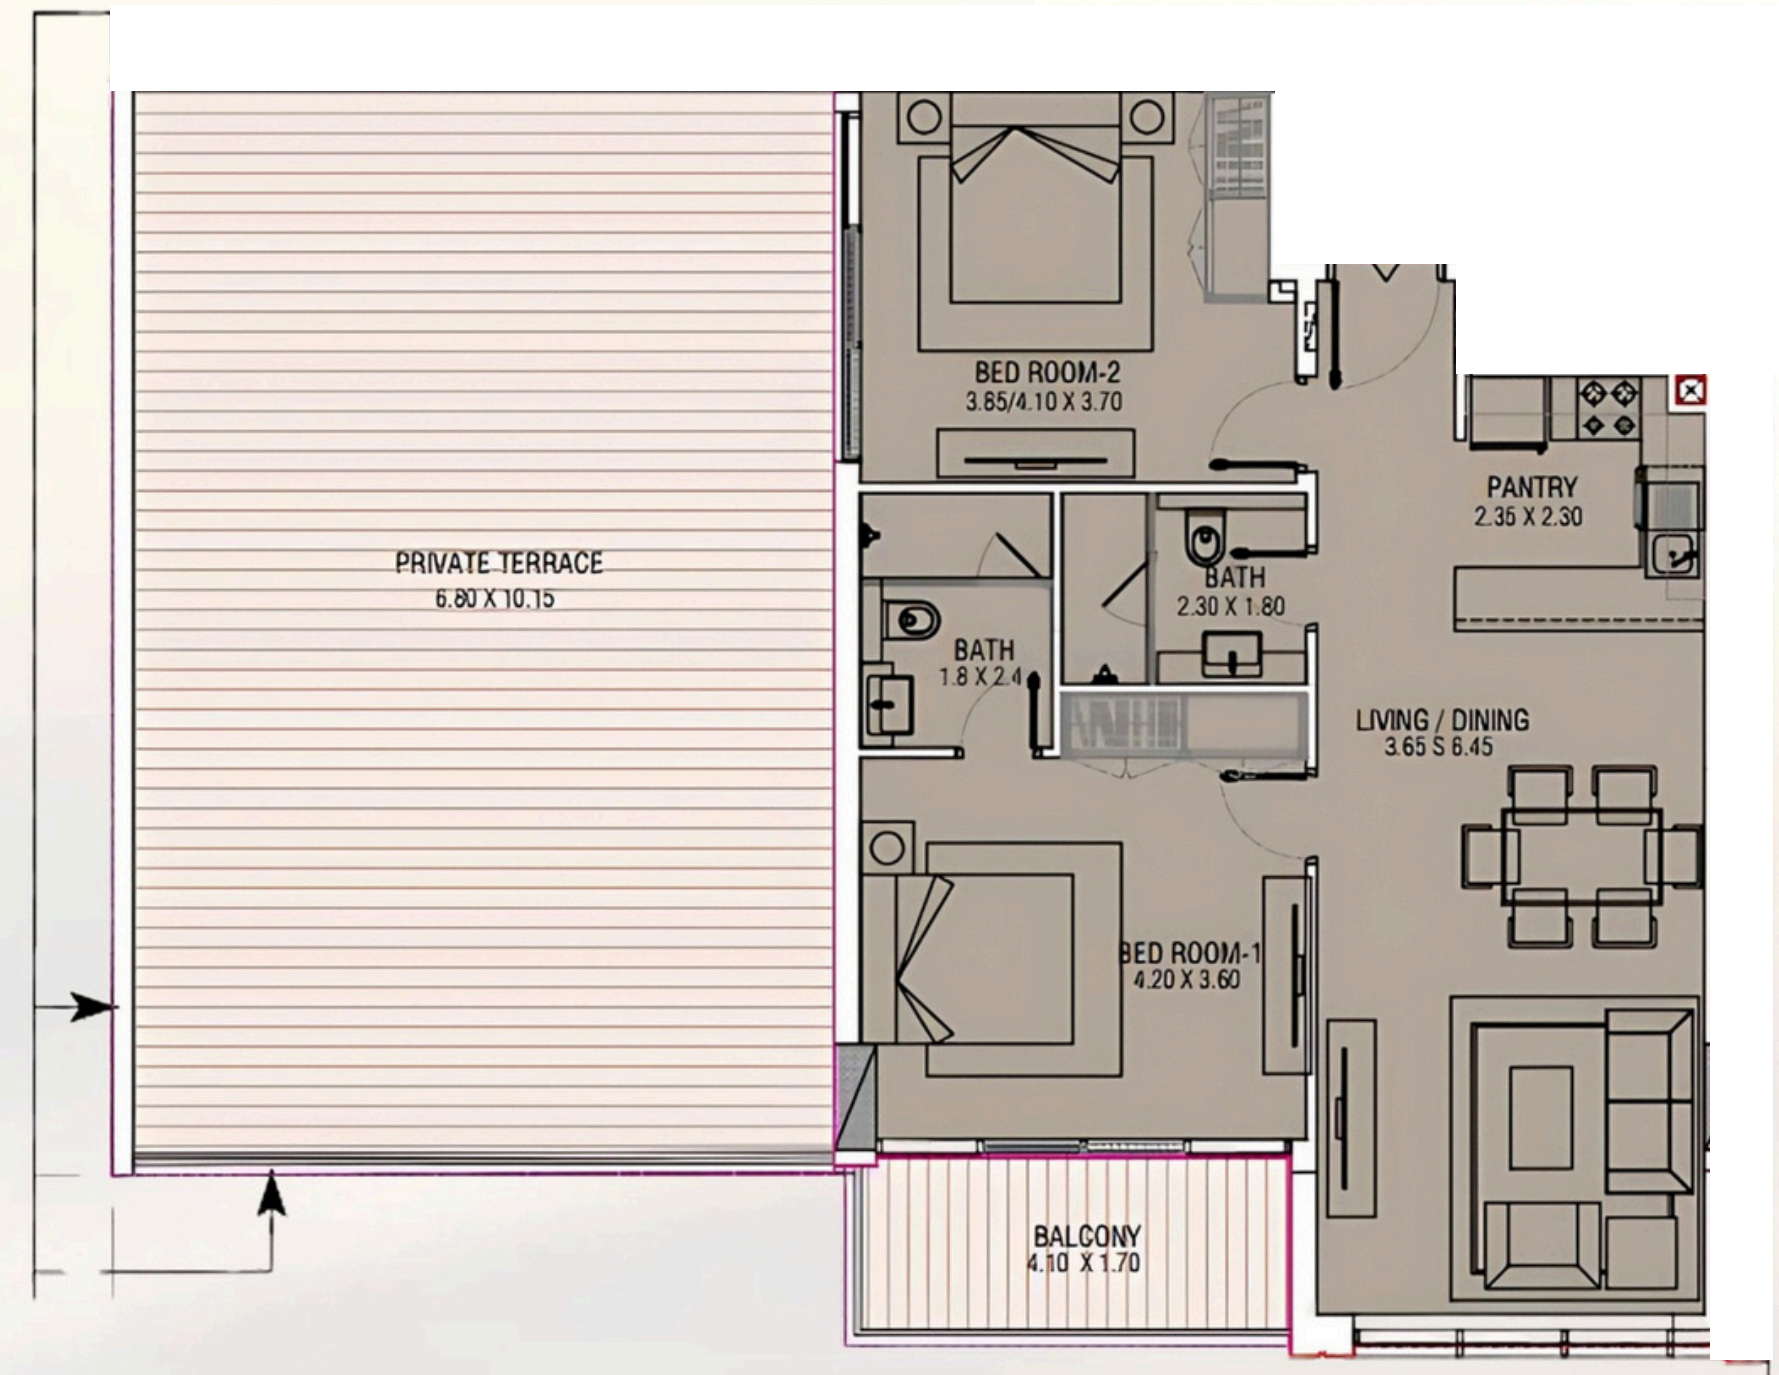 BED ROOM-2
3.85/4.10 X 3.70
PANTRY
2.35 X 2.30
PRIVATE TERRACE
6.80 X 10.15
BATH
2.30 X 1.80
BATH
1.8 X 2.4
LIVING / DINING
3.65 S 6.45
BED ROOM-1
4.20 X 3.60
BALCONY
4.10 X 1.70